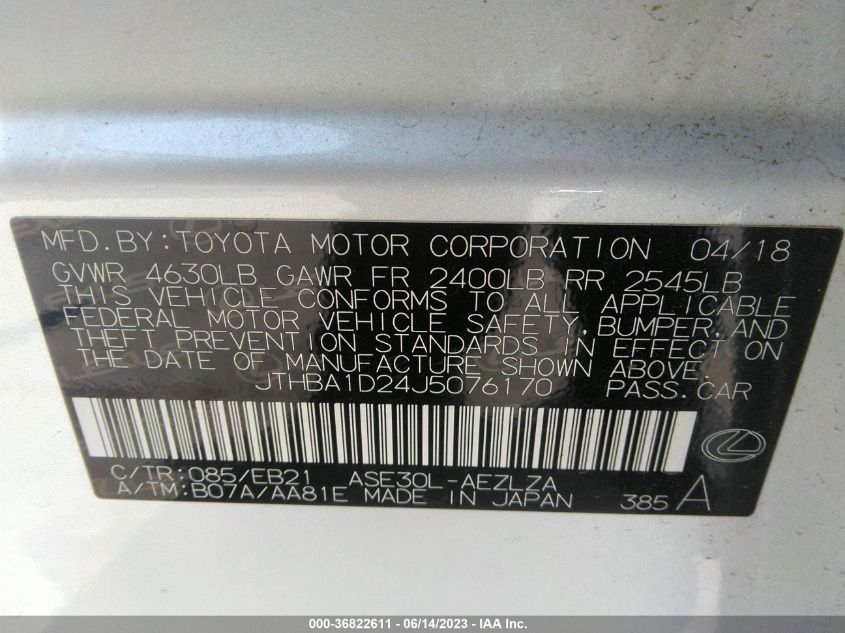 MFD. BY: TOYOTA MOTOR CORPORATION 04/18
GVWR 4630LB GAWR FR 2400LB RR 2545LB
THIS VEHICLE CONFORMS TO ALL APPLICABLE
FEDERAL MOTOR VEHICLE SAFETY, BUMPER, AND
THEFT PREVENTION STANDARDS IN EFFECT ON
THE DATE OF MANUFACTURE SHOWN ABOVE.
JTHBA1D24J5076170 PASS. CAR
C/TR: 085/EB21 ASE30L-AEZLZA
A/TM: B07A/AA81E MADE IN JAPAN 385 A
000-36822611 - 06/14/2023 - IAA Inc.